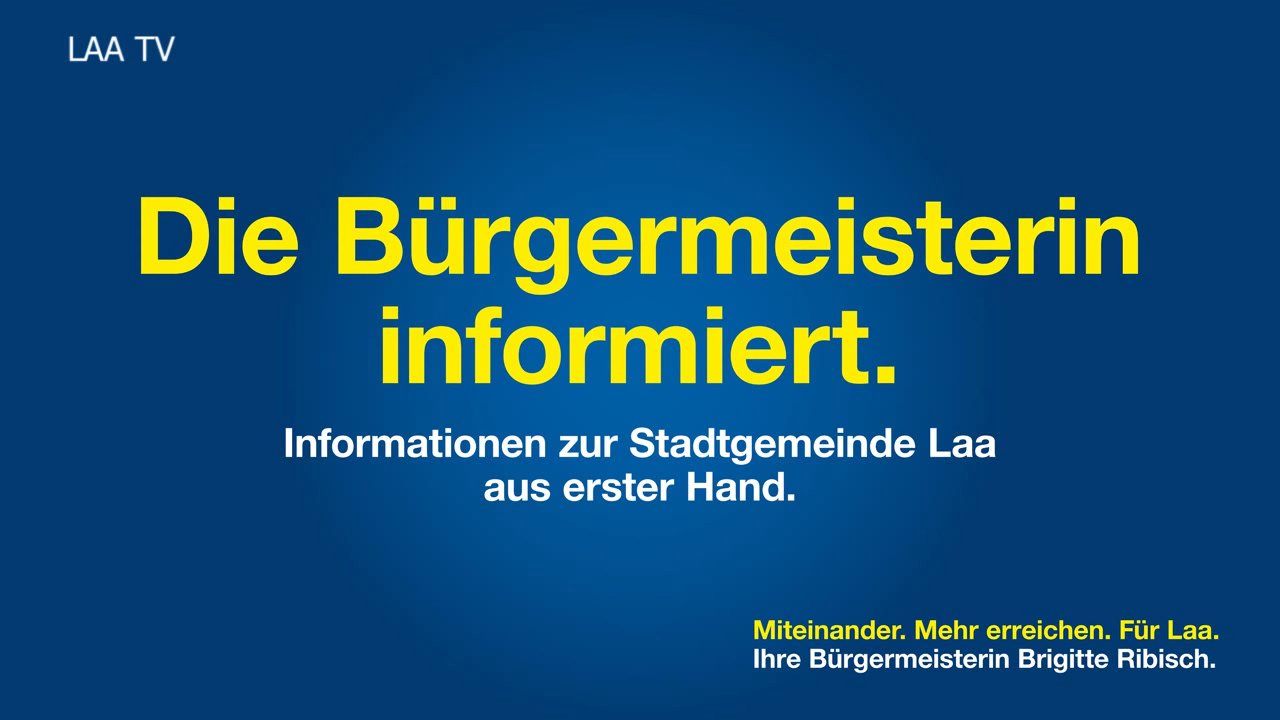 LAA TV
Die Bürgermeisterin
informiert.
Informationen zur Stadtgemeinde Laa
aus erster Hand.
Miteinander. Mehr erreichen. Für Laa.
Ihre Bürgermeisterin Brigitte Ribisch.